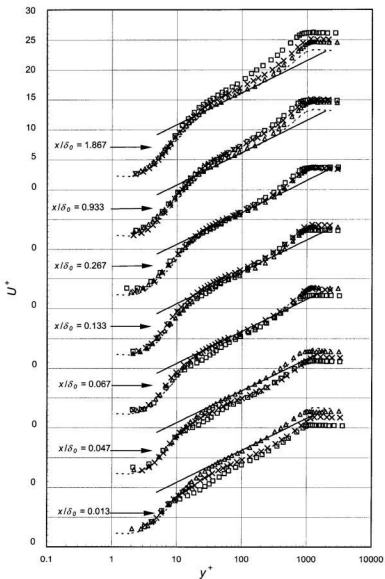 30
25
20
15
10
5
0
0
0
0
0
0
0
x/δ₀ = 1.867
x/δ₀ = 0.933
x/δ₀ = 0.267
x/δ₀ = 0.133
x/δ₀ = 0.067
x/δ₀ = 0.047
x/δ₀ = 0.013
U⁺
0.1
1
10
100
1000
10000
y⁺